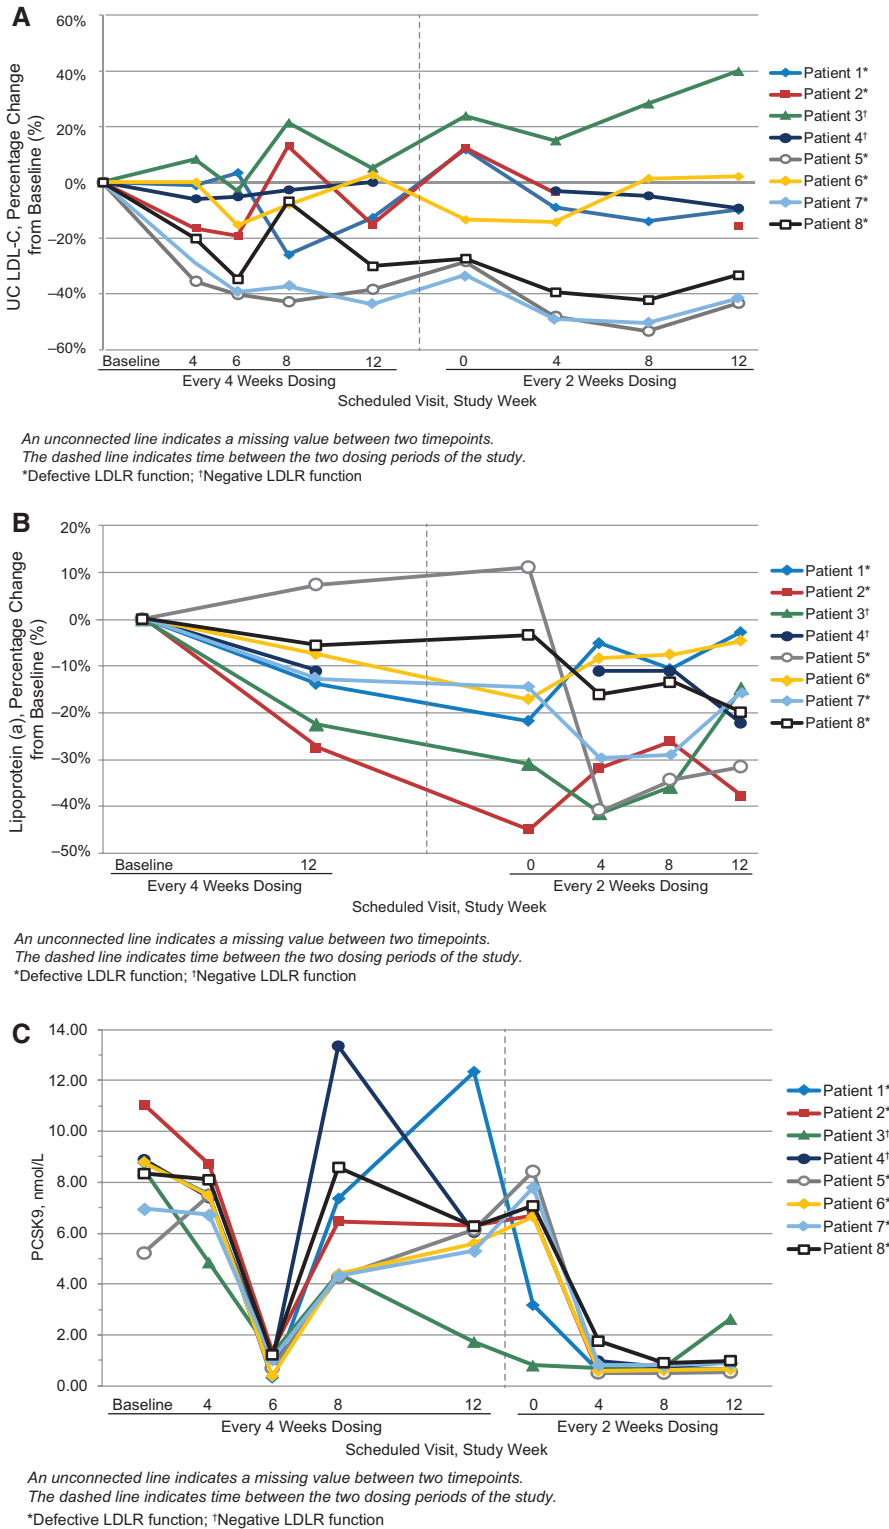 A
UC LDL-C, Percentage Change
from Baseline (%)
60%
40%
20%
0%
–20%
–40%
–60%
Patient 1*
Patient 2*
Patient 3†
Patient 4†
Patient 5*
Patient 6*
Patient 7*
Patient 8*
Baseline 4 6 8 12 0 4 8 12
Every 4 Weeks Dosing Every 2 Weeks Dosing
Scheduled Visit, Study Week
An unconnected line indicates a missing value between two timepoints.
The dashed line indicates time between the two dosing periods of the study.
*Defective LDLR function; †Negative LDLR function
B
Lipoprotein (a), Percentage Change
from Baseline (%)
20%
10%
0%
–10%
–20%
–30%
–40%
–50%
Patient 1*
Patient 2*
Patient 3†
Patient 4†
Patient 5*
Patient 6*
Patient 7*
Patient 8*
Baseline 12 0 4 8 12
Every 4 Weeks Dosing Every 2 Weeks Dosing
Scheduled Visit, Study Week
An unconnected line indicates a missing value between two timepoints.
The dashed line indicates time between the two dosing periods of the study.
*Defective LDLR function; †Negative LDLR function
C
PCSK9, nmol/L
14.00
12.00
10.00
8.00
6.00
4.00
2.00
0.00
Patient 1*
Patient 2*
Patient 3†
Patient 4†
Patient 5*
Patient 6*
Patient 7*
Patient 8*
Baseline 4 6 8 12 0 4 8 12
Every 4 Weeks Dosing Every 2 Weeks Dosing
Scheduled Visit, Study Week
An unconnected line indicates a missing value between two timepoints.
The dashed line indicates time between the two dosing periods of the study.
*Defective LDLR function; †Negative LDLR function